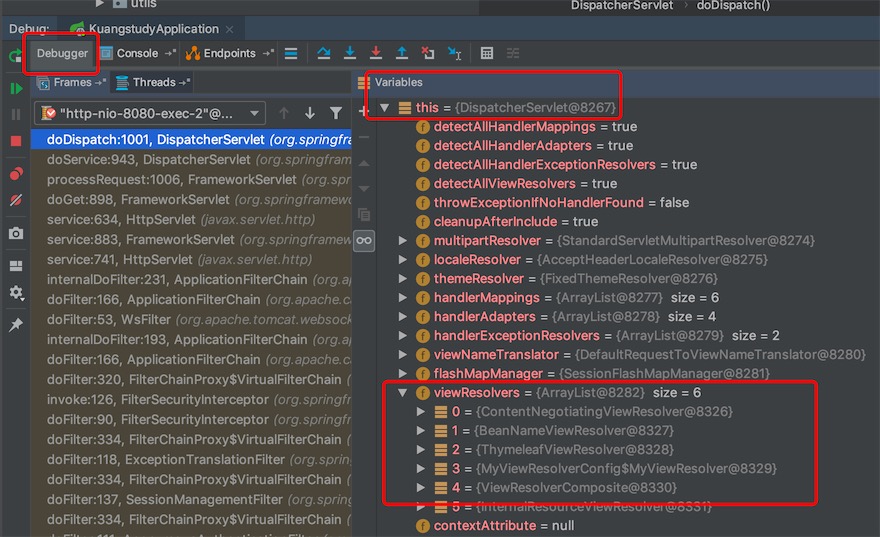 utils
DispatcherServlet › doDispatch()
Debug: KuangstudyApplication ×
Debugger Console →" Endpoints →"
Frames →" Threads →"
Variables
"http-nio-8080-exec-2"@...
this = {DispatcherServlet@8267}
doDispatch:1001, DispatcherServlet (org.springfram
detectAllHandlerMappings = true
doService:943, DispatcherServlet (org.springframe
detectAllHandlerAdapters = true
processRequest:1006, FrameworkServlet
detectAllHandlerExceptionResolvers = true
doGet:898, FrameworkServlet (org.springframewo
detectAllViewResolvers = true
service:634, HttpServlet (javax.servlet.http)
throwExceptionIfNoHandlerFound = false
service:883, FrameworkServlet (org.springframew
cleanupAfterInclude = true
service:741, HttpServlet (javax.servlet.http)
multipartResolver = {StandardServletMultipartResolver@8274}
localeResolver = {AcceptHeaderLocaleResolver@8275}
internalDoFilter:231, ApplicationFilterChain (org.a
themeResolver = {FixedThemeResolver@8276}
doFilter:166, ApplicationFilterChain (org.apache.ca
handlerMappings = {ArrayList@8277} size = 6
doFilter:53, WsFilter (org.apache.tomcat.websock
handlerAdapters = {ArrayList@8278} size = 4
internalDoFilter:193, ApplicationFilterChain (org.a
handlerExceptionResolvers = {ArrayList@8279} size = 2
doFilter:166, ApplicationFilterChain (org.apache.ca
viewNameTranslator = {DefaultRequestToViewNameTranslator@8280}
doFilter:320, FilterChainProxy$VirtualFilterChain (o
flashMapManager = {SessionFlashMapManager@8281}
invoke:126, FilterSecurityInterceptor (org.springfra
viewResolvers = {ArrayList@8282} size = 6
0 = {ContentNegotiatingViewResolver@8326}
doFilter:90, FilterSecurityInterceptor (org.springfra
1 = {BeanNameViewResolver@8327}
doFilter:334, FilterChainProxy$VirtualFilterChain (o
2 = {ThymeleafViewResolver@8328}
doFilter:118, ExceptionTranslationFilter (org.spring
3 = {MyViewResolverConfig$MyViewResolver@8329}
doFilter:334, FilterChainProxy$VirtualFilterChain (o
4 = {ViewResolverComposite@8330}
doFilter:137, SessionManagementFilter (org.spring
5 = {InternalResourceViewResolver@8331}
doFilter:334, FilterChainProxy$VirtualFilterChain (o
contextAttribute = null